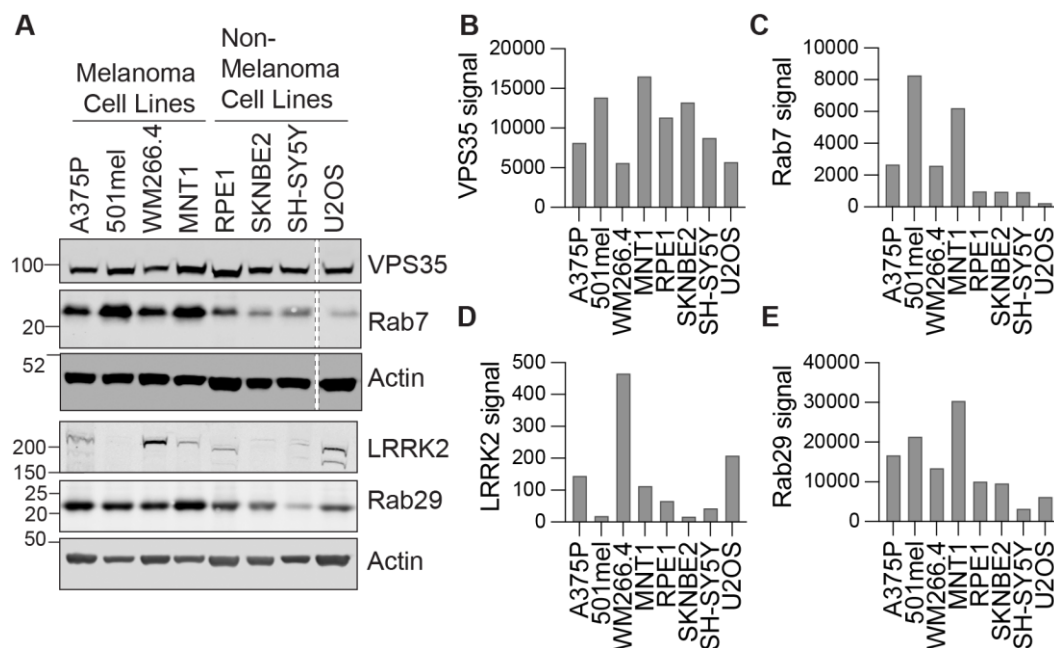 A
Melanoma
Cell Lines
Non-
Melanoma
Cell Lines
A375P
501mel
WM266.4
MNT1
RPE1
SKNBE2
SH-SY5Y
U2OS
100
VPS35
20
Rab7
52
Actin
200
150
LRRK2
25
20
Rab29
50
Actin
B
VPS35 signal
20000
15000
10000
5000
0
A375P
501mel
WM266.4
MNT1
RPE1
SKNBE2
SH-SY5Y
U2OS
C
Rab7 signal
10000
8000
6000
4000
2000
0
A375P
501mel
WM266.4
MNT1
RPE1
SKNBE2
SH-SY5Y
U2OS
D
LRRK2 signal
500
400
300
200
100
0
A375P
501mel
WM266.4
MNT1
RPE1
SKNBE2
SH-SY5Y
U2OS
E
Rab29 signal
40000
30000
20000
10000
0
A375P
501mel
WM266.4
MNT1
RPE1
SKNBE2
SH-SY5Y
U2OS